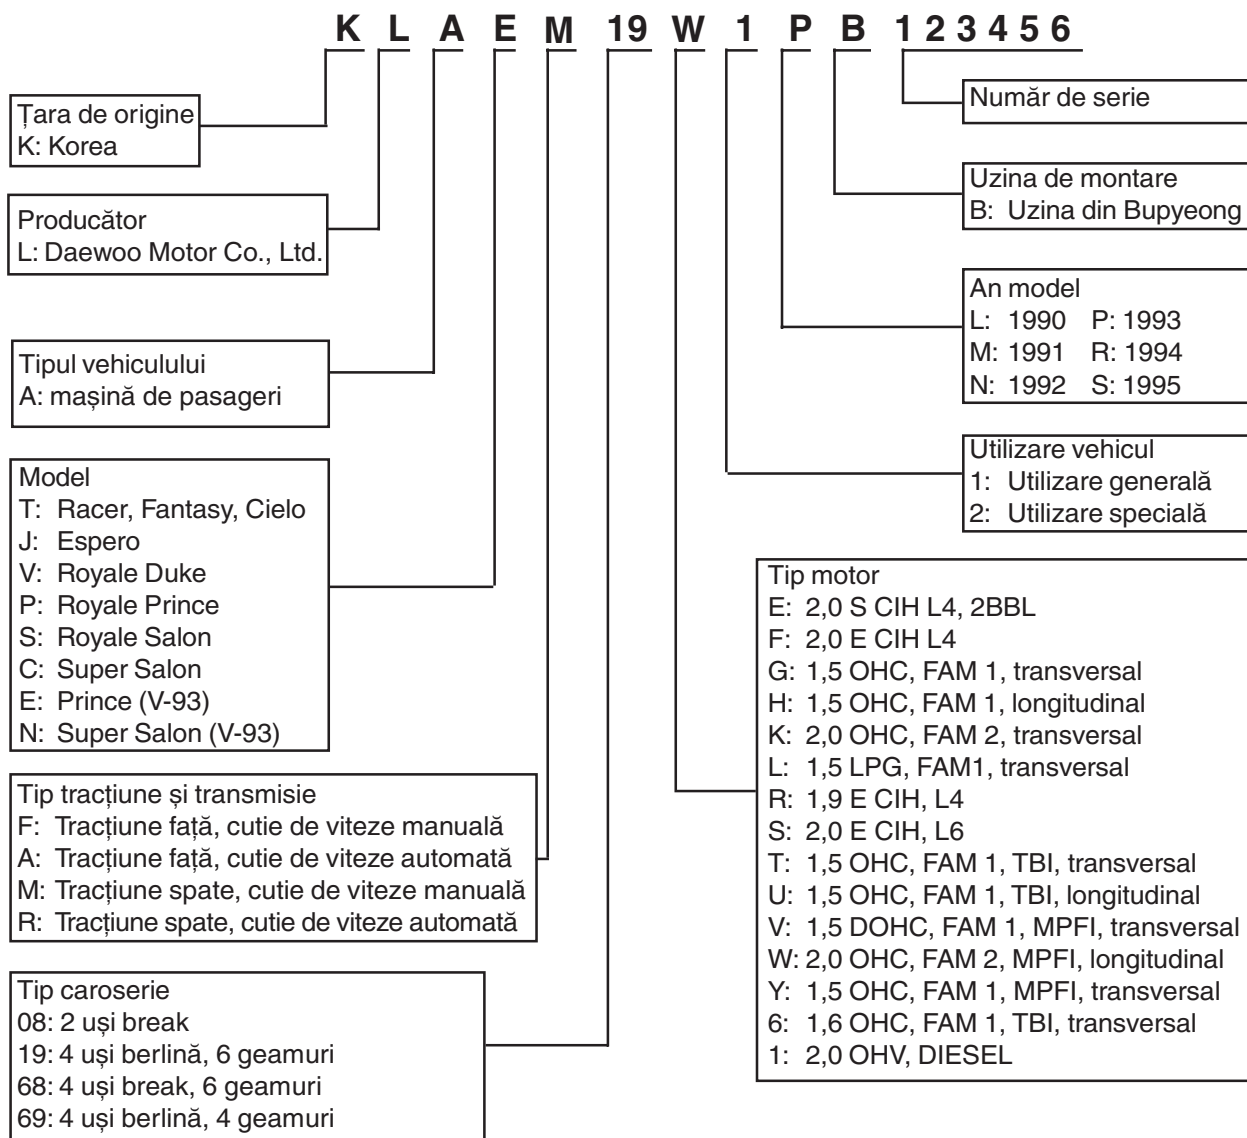 K L A E M 19 W 1 P B 1 2 3 4 5 6
Țara de origine
K: Korea
Producător
L: Daewoo Motor Co., Ltd.
Tipul vehiculului
A: mașină de pasageri
Model
T: Racer, Fantasy, Cielo
J: Espero
V: Royale Duke
P: Royale Prince
S: Royale Salon
C: Super Salon
E: Prince (V-93)
N: Super Salon (V-93)
Tip tracțiune și transmisie
F: Tracțiune față, cutie de viteze manuală
A: Tracțiune față, cutie de viteze automată
M: Tracțiune spate, cutie de viteze manuală
R: Tracțiune spate, cutie de viteze automată
Tip caroserie
08: 2 uși break
19: 4 uși berlină, 6 geamuri
68: 4 uși break, 6 geamuri
69: 4 uși berlină, 4 geamuri
Număr de serie
Uzina de montare
B: Uzina din Bupyeong
An model
L: 1990 P: 1993
M: 1991 R: 1994
N: 1992 S: 1995
Utilizare vehicul
1: Utilizare generală
2: Utilizare specială
Tip motor
E: 2,0 S CIH L4, 2BBL
F: 2,0 E CIH L4
G: 1,5 OHC, FAM 1, transversal
H: 1,5 OHC, FAM 1, longitudinal
K: 2,0 OHC, FAM 2, transversal
L: 1,5 LPG, FAM1, transversal
R: 1,9 E CIH, L4
S: 2,0 E CIH, L6
T: 1,5 OHC, FAM 1, TBI, transversal
U: 1,5 OHC, FAM 1, TBI, longitudinal
V: 1,5 DOHC, FAM 1, MPFI, transversal
W: 2,0 OHC, FAM 2, MPFI, longitudinal
Y: 1,5 OHC, FAM 1, MPFI, transversal
6: 1,6 OHC, FAM 1, TBI, transversal
1: 2,0 OHV, DIESEL